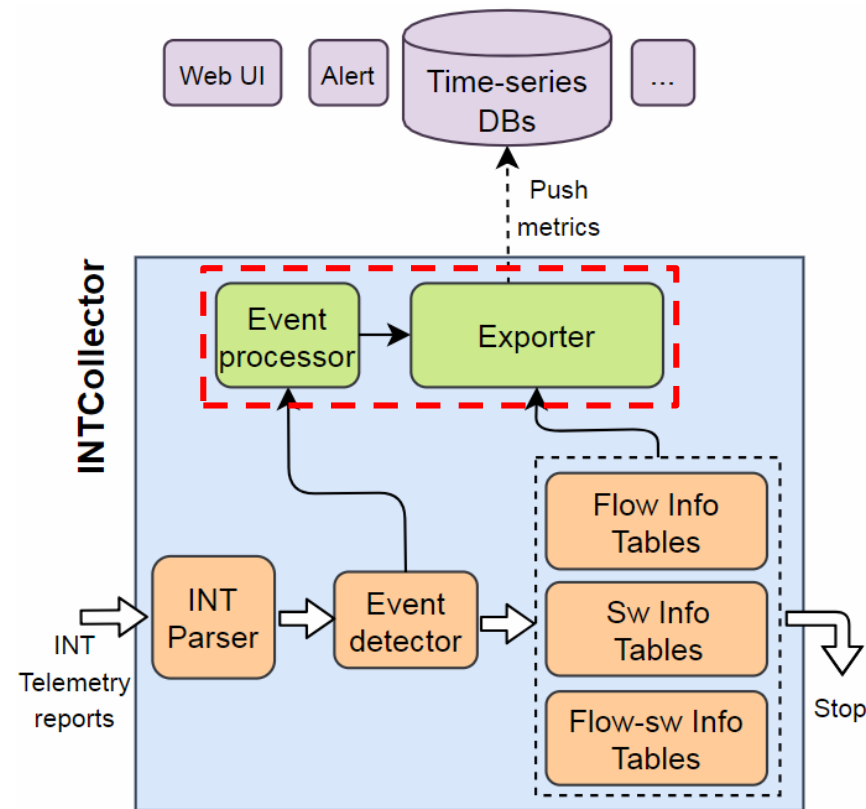 Web UI
Alert
Time-series
DBs
...
Push
metrics
INTCollector
Event
processor
Exporter
Flow Info
Tables
INT
Parser
Event
detector
Sw Info
Tables
INT
Telemetry
reports
Flow-sw Info
Tables
Stop